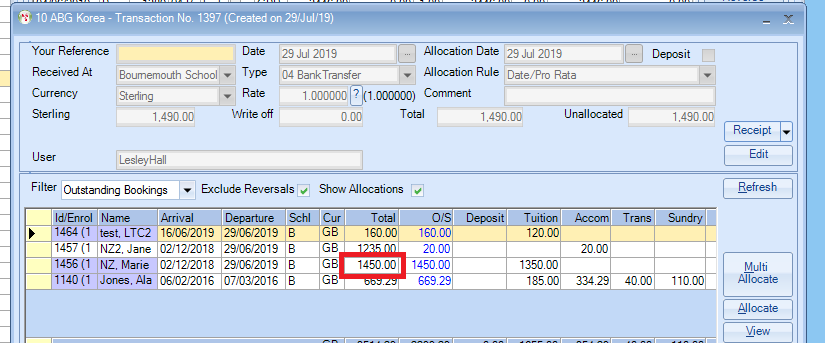 10 ABG Korea - Transaction No. 1397 (Created on 29/Jul/19)
Your Reference Date 29 Jul 2019 ... Allocation Date 29 Jul 2019 ... Deposit
Received At Bournemouth School Type 04 BankTransfer Allocation Rule Date/Pro Rata
Currency Sterling Rate 1.000000 ? (1.000000) Comment
Sterling 1,490.00 Write off 0.00 Total 1,490.00 Unallocated 1,490.00
Receipt
User LesleyHall Edit
Filter Outstanding Bookings Exclude Reversals Show Allocations Refresh
Id/Enrol Name Arrival Departure Schl Cur Total O/S Deposit Tuition Accom Trans Sundry
1464 (1 test, LTC2 16/06/2019 29/06/2019 B GB 160.00 160.00 120.00
1457 (1 NZ2, Jane 02/12/2018 29/06/2019 B GB 1235.00 20.00 20.00
1456 (1 NZ, Marie 02/12/2018 29/06/2019 B GB 1450.00 1450.00 1350.00
1140 (1 Jones, Ala 06/02/2016 07/03/2016 B GB 669.29 669.29 185.00 334.29 40.00 110.00
Multi
Allocate
Allocate
View